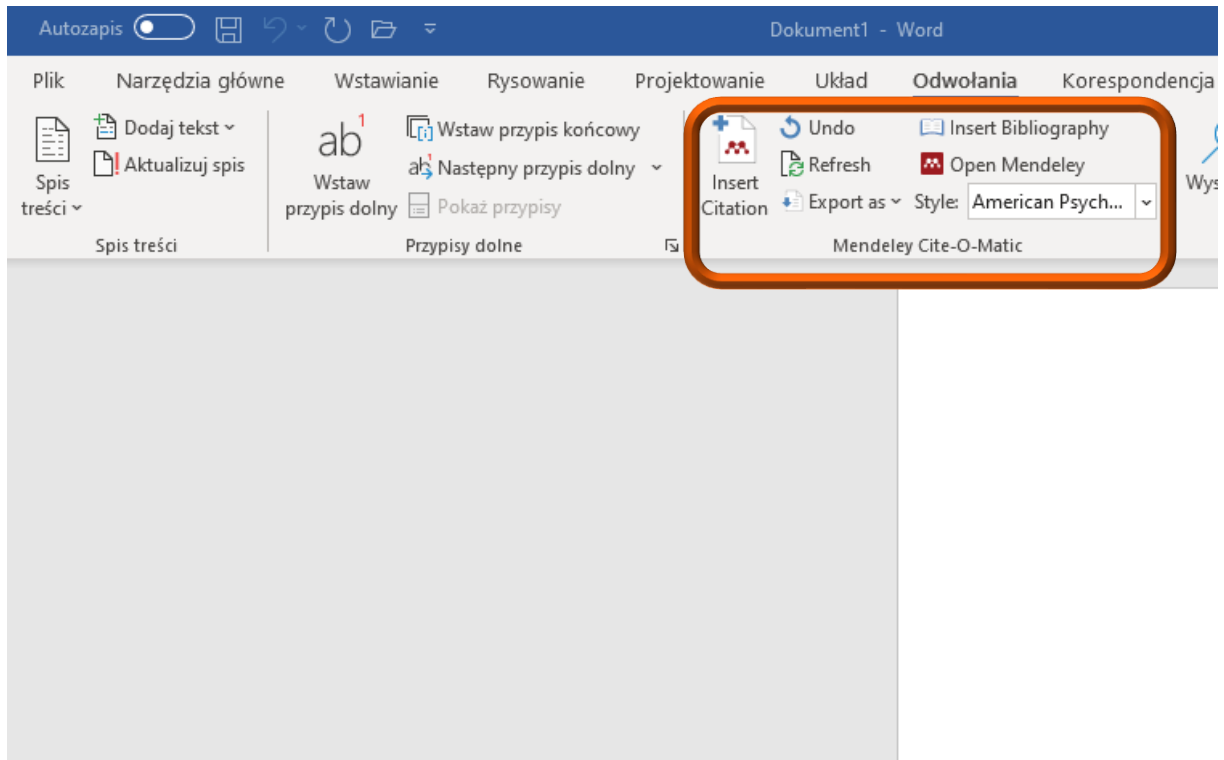 Autozapis
Dokument1 - Word
Plik Narzędzia główne Wstawianie Rysowanie Projektowanie Układ Odwołania Korespondencja
Spis treści
Dodaj tekst
Aktualizuj spis
Spis treści
ab1
Wstaw przypis dolny
Wstaw przypis końcowy
ab1 Następny przypis dolny
Pokaż przypisy
Przypisy dolne
Insert Citation
Undo
Refresh
Export as
Insert Bibliography
Open Mendeley
Style: American Psych...
Mendeley Cite-O-Matic